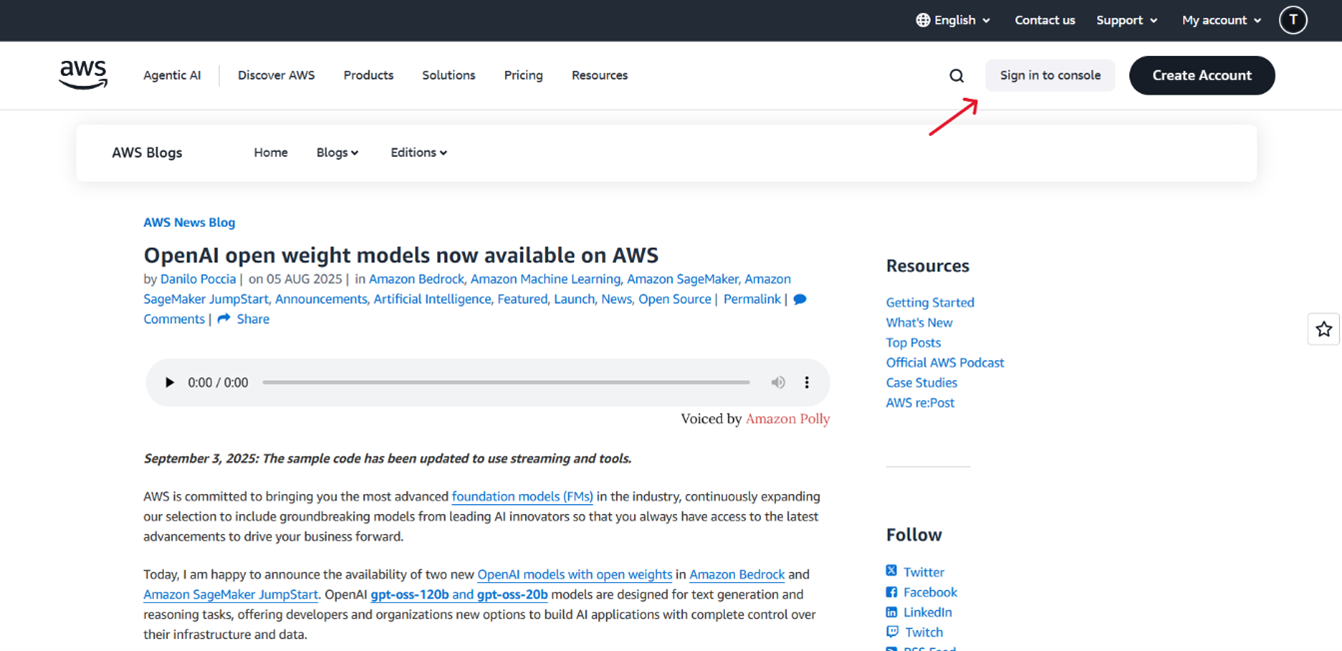 English
Contact us
Support
My account
T
aws
Agentic AI
Discover AWS
Products
Solutions
Pricing
Resources
Sign in to console
Create Account
AWS Blogs
Home
Blogs
Editions
AWS News Blog
OpenAI open weight models now available on AWS
by Danilo Poccia | on 05 AUG 2025 | in Amazon Bedrock, Amazon Machine Learning, Amazon SageMaker, Amazon
SageMaker JumpStart, Announcements, Artificial Intelligence, Featured, Launch, News, Open Source | Permalink |
Comments | Share
0:00 / 0:00
Voiced by Amazon Polly
September 3, 2025: The sample code has been updated to use streaming and tools.
AWS is committed to bringing you the most advanced foundation models (FMs) in the industry, continuously expanding
our selection to include groundbreaking models from leading AI innovators so that you always have access to the latest
advancements to drive your business forward.
Today, I am happy to announce the availability of two new OpenAI models with open weights in Amazon Bedrock and
Amazon SageMaker JumpStart. OpenAI gpt-oss-120b and gpt-oss-20b models are designed for text generation and
reasoning tasks, offering developers and organizations new options to build AI applications with complete control over
their infrastructure and data.
Resources
Getting Started
What's New
Top Posts
Official AWS Podcast
Case Studies
AWS re:Post
Follow
Twitter
Facebook
LinkedIn
Twitch
RSS Feed